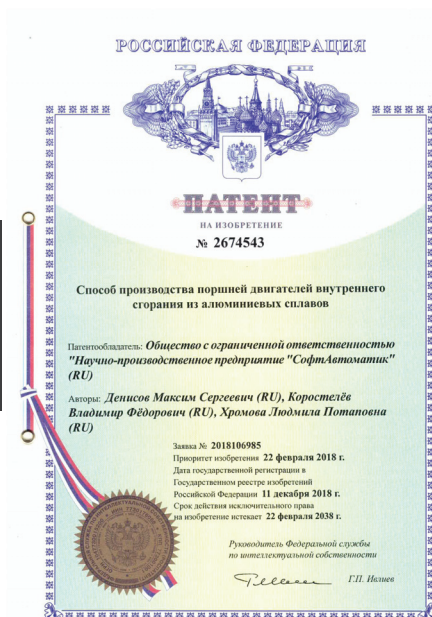 РОССИЙСКАЯ ФЕДЕРАЦИЯ
ПАТЕНТ
НА ИЗОБРЕТЕНИЕ
№ 2674543
Способ производства поршней двигателей внутреннего
сгорания из алюминиевых сплавов
Патентообладатель: Общество с ограниченной ответственностью
"Научно-производственное предприятие "СофтАвтоматик"
(RU)
Авторы: Денисов Максим Сергеевич (RU), Коростелёв
Владимир Фёдорович (RU), Хромова Людмила Потаповна
(RU)
Заявка № 2018106985
Приоритет изобретения 22 февраля 2018 г.
Дата государственной регистрации в
Государственном реестре изобретений
Российской Федерации 11 декабря 2018 г.
Срок действия исключительного права
на изобретение истекает 22 февраля 2038 г.
Руководитель Федеральной службы
по интеллектуальной собственности
Г.П. Ивлиев